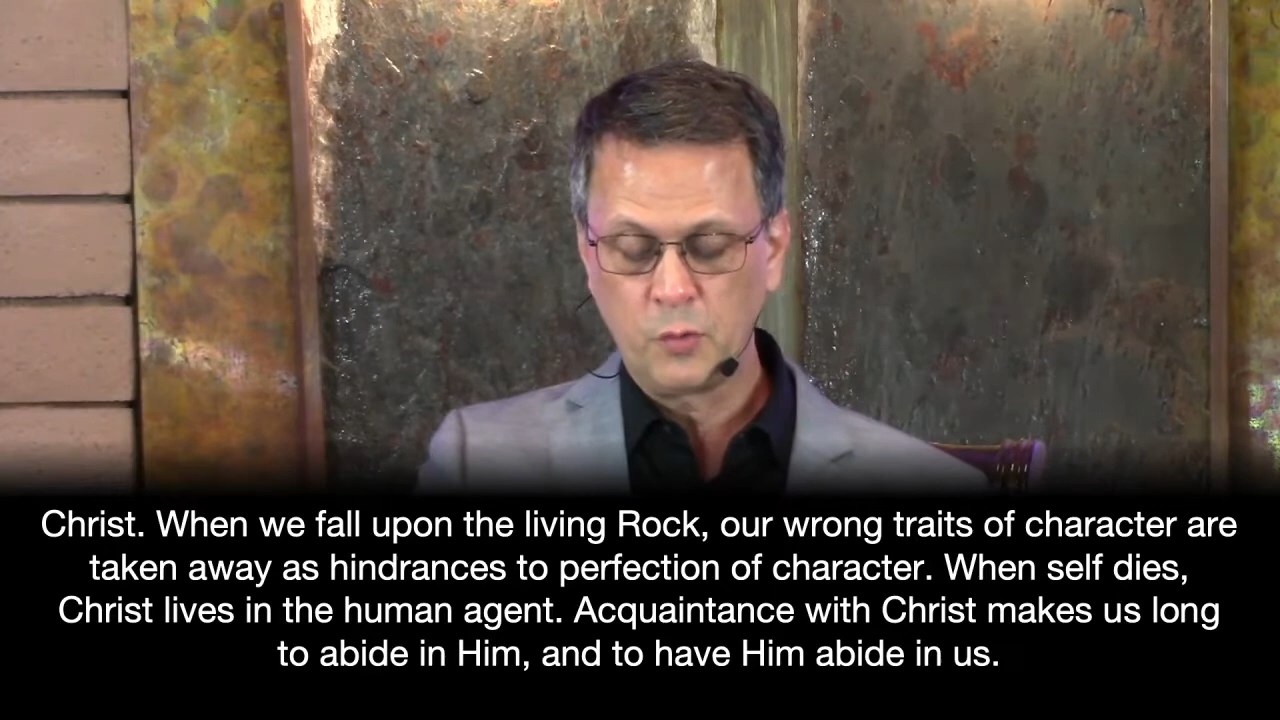 Christ. When we fall upon the living Rock, our wrong traits of character are
taken away as hindrances to perfection of character. When self dies,
Christ lives in the human agent. Acquaintance with Christ makes us long
to abide in Him, and to have Him abide in us.